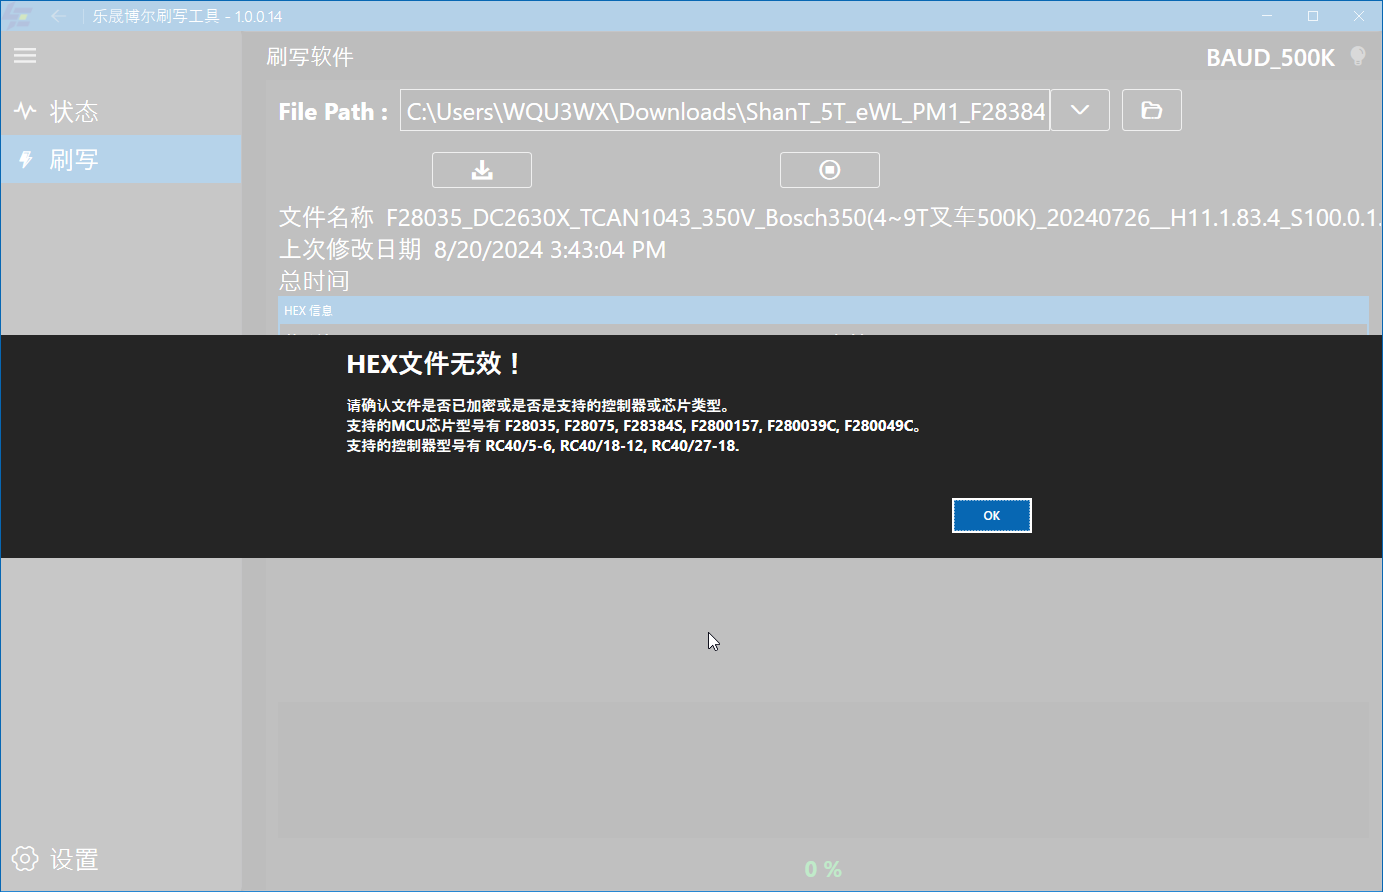 乐晟博尔刷写工具 - 1.0.0.14
刷写软件
BAUD_500K
状态
File Path :
C:\Users\WQU3WX\Downloads\ShanT_5T_eWL_PM1_F28384
刷写
文件名称 F28035_DC2630X_TCAN1043_350V_Bosch350(4~9T叉车500K)_20240726__H11.1.83.4_S100.0.1.
上次修改日期 8/20/2024 3:43:04 PM
总时间
HEX 信息
HEX文件无效！
请确认文件是否已加密或是否是支持的控制器或芯片类型。
支持的MCU芯片型号有 F28035, F28075, F28384S, F2800157, F280039C, F280049C。
支持的控制器型号有 RC40/5-6, RC40/18-12, RC40/27-18.
OK
设置
0 %